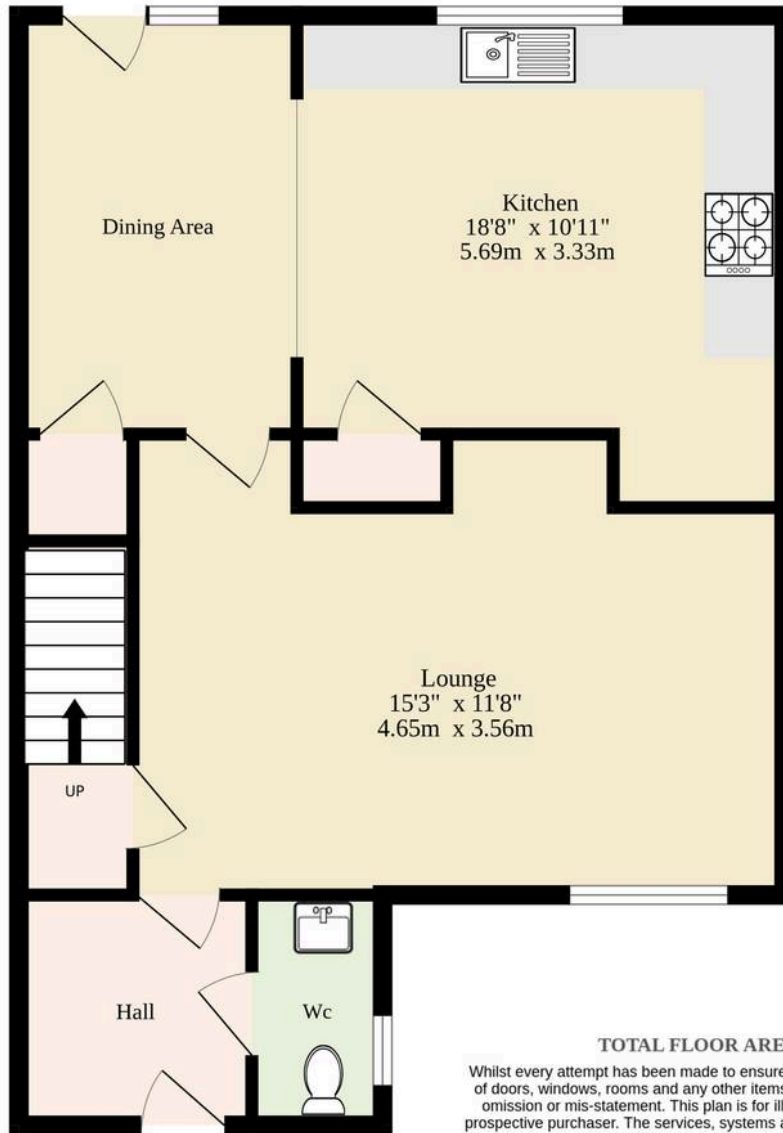 Dining Area
Kitchen
18'8" x 10'11"
5.69m x 3.33m
Lounge
15'3" x 11'8"
4.65m x 3.56m
UP
Hall
Wc
TOTAL FLOOR ARE
Whilst every attempt has been made to ensure
of doors, windows, rooms and any other items
omission or mis-statement. This plan is for ill
prospective purchaser. The services, systems a